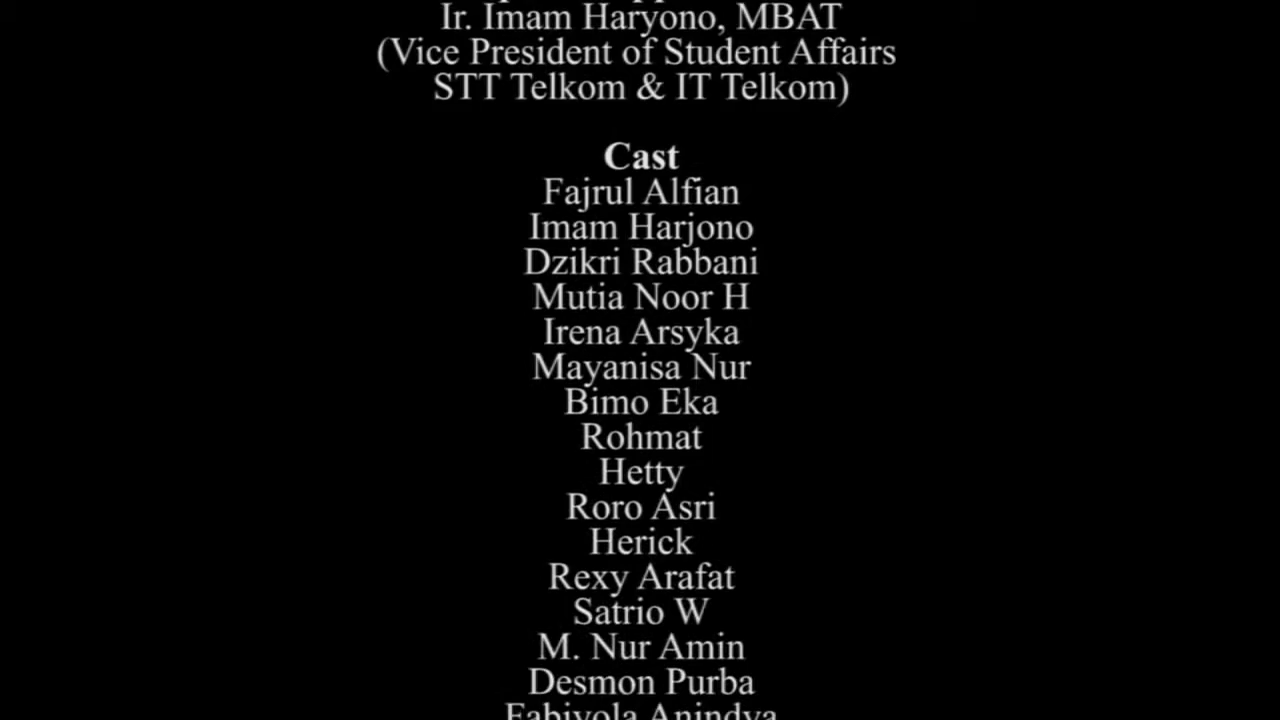 Ir. Imam Haryono, MBAT
(Vice President of Student Affairs
STT Telkom & IT Telkom)
Cast
Fajrul Alfian
Imam Harjono
Dzikri Rabbani
Mutia Noor H
Irena Arsyka
Mayanisa Nur
Bimo Eka
Rohmat
Hetty
Roro Asri
Herick
Rexy Arafat
Satrio W
M. Nur Amin
Desmon Purba
Fabiyola Anindya